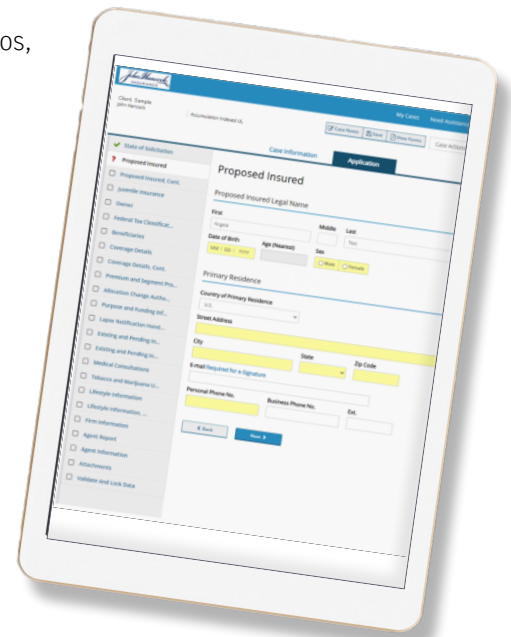 os,
John Hancock
INSURANCE
My Cases Need Assistance
Client, Sample
John Hancock
Accumulation Indexed UL
Case Notes Save View Forms Case Actions
Case Information Application
State of Solicitation
Proposed Insured
Proposed Insured, Cont.
Juvenile Insurance
Owner
Federal Tax Classificat...
Beneficiaries
Coverage Details
Coverage Details, Cont.
Premium and Segment Pro...
Allocation Change Autho...
Purpose and Funding Inf...
Lapse Notification Hand...
Existing and Pending In...
Existing and Pending In...
Medical Consultations
Tobacco and Marijuana U...
Lifestyle Information
Lifestyle Information, ...
Firm Information
Agent Report
Agent Information
Attachments
Validate And Lock Data
Proposed Insured
Proposed Insured Legal Name
First Middle Last
Angela
Date of Birth Age (Nearest) Sex
MM / DD / YYYY Male Female
Primary Residence
Country of Primary Residence
U.S.
Street Address
City State Zip Code
E-mail Required for e-Signature
Personal Phone No. Business Phone No. Ext.
Back Next